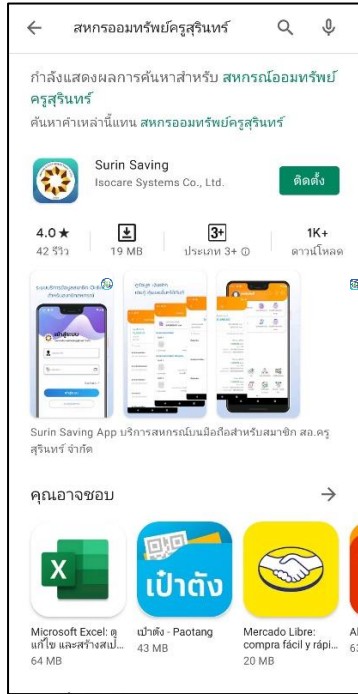 สหกรออมทรัพย์ครูสุรินทร์
กำลังแสดงผลการค้นหาสำหรับ สหกรณ์ออมทรัพย์
ครูสุรินทร์
ค้นหาคำเหล่านี้แทน สหกรออมทรัพย์ครูสุรินทร์
Surin Saving
Isocare Systems Co., Ltd.
ติดตั้ง
4.0 ★ 3+ 1K+
42 รีวิว 19 MB ประเภท 3+ ดาวน์โหลด
เข้าสู่ระบบ
Surin Saving App บริการสหกรณ์บนมือถือสำหรับสมาชิก สอ.ครู
สุรินทร์ จำกัด
คุณอาจชอบ
X เป๋าตัง
Microsoft Excel: ดู เป๋าตัง - Paotang Mercado Libre:
แก้ไข และสร้างสเป... 43 MB compra fácil y rápi...
64 MB 20 MB